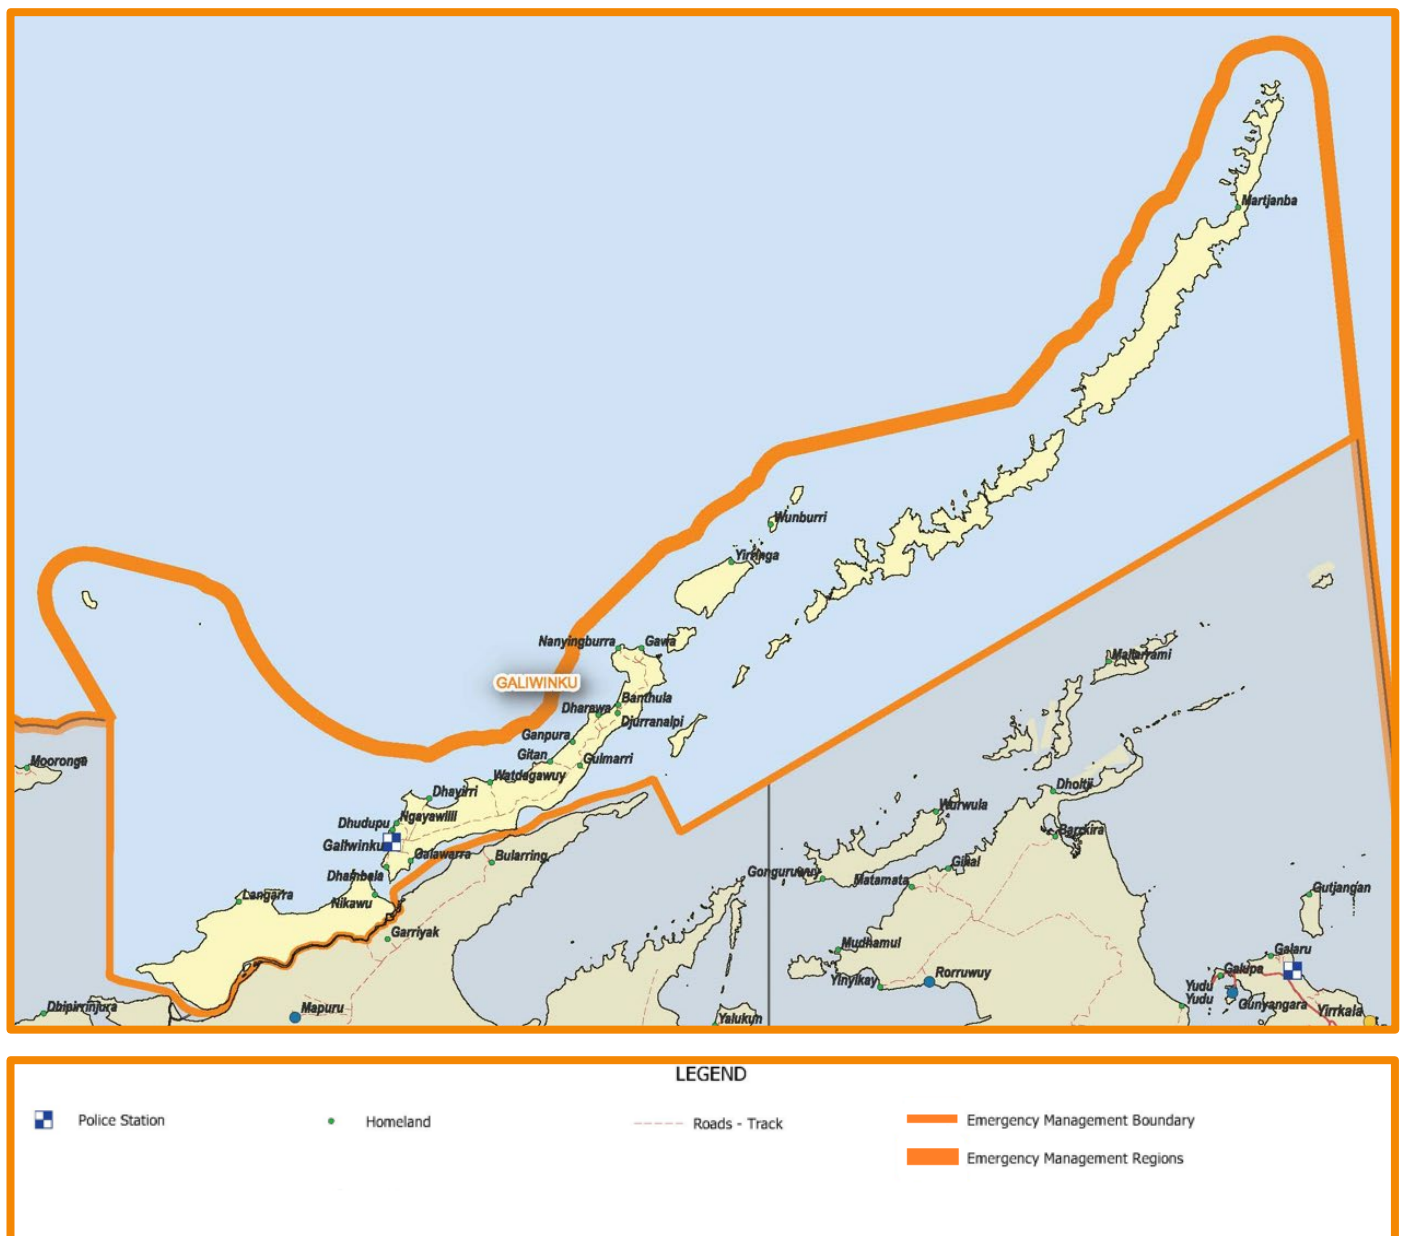 Martjanba
Wunburri
Yirringa
Nanyingburra
Gawa
Mallarrami
GALIWINKU
Banthula
Dharawa
Djurranalpi
Ganpura
Gitan
Gulmarri
Mooronga
Watdagawuy
Dhayirri
Dholtji
Ngayawilli
Wurwula
Dhudupu
Barrkira
Galiwinku
Galawarra
Bularring
Gikal
Dhambala
Gonguruwuy
Matamata
Langarra
Nikawu
Gutjangan
Garriyak
Mudhamul
Galaru
Galupa
Rorruwuy
Yinyikay
Yudu
Yudu
Gunyangara
Dhipirrinjura
Mapuru
Yirrkala
Yalukun
LEGEND
Police Station
Homeland
Roads - Track
Emergency Management Boundary
Emergency Management Regions